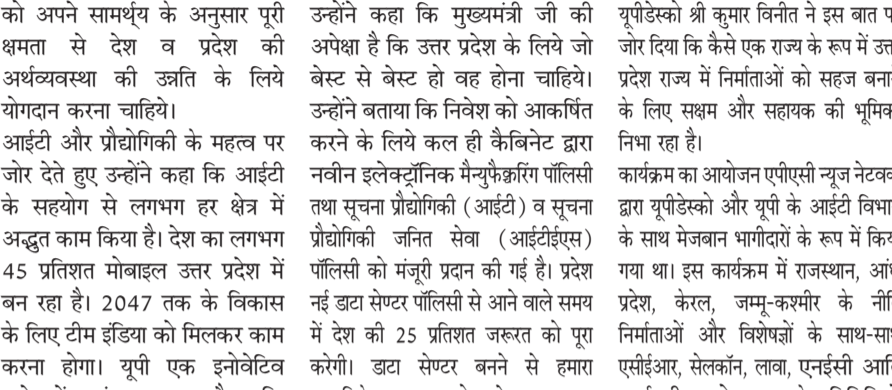 को अपने सामर्थ्य के अनुसार पूरी
क्षमता से देश व प्रदेश की
अर्थव्यवस्था की उन्नति के लिये
योगदान करना चाहिये।
आईटी और प्रौद्योगिकी के महत्व पर
जोर देते हुए उन्होंने कहा कि आईटी
के सहयोग से लगभग हर क्षेत्र में
अद्भुत काम किया है। देश का लगभग
45 प्रतिशत मोबाइल उत्तर प्रदेश में
बन रहा है। 2047 तक के विकास
के लिए टीम इंडिया को मिलकर काम
करना होगा। यूपी एक इनोवेटिव
उन्होंने कहा कि मुख्यमंत्री जी की
अपेक्षा है कि उत्तर प्रदेश के लिये जो
बेस्ट से बेस्ट हो वह होना चाहिये।
उन्होंने बताया कि निवेश को आकर्षित
करने के लिये कल ही कैबिनेट द्वारा
नवीन इलेक्ट्रॉनिक मैन्युफैक्चरिंग पॉलिसी
तथा सूचना प्रौद्योगिकी (आईटी) व सूचना
प्रौद्योगिकी जनित सेवा (आईटीईएस)
पॉलिसी को मंजूरी प्रदान की गई है। प्रदेश
नई डाटा सेण्टर पॉलिसी से आने वाले समय
में देश की 25 प्रतिशत जरूरत को पूरा
करेगी। डाटा सेण्टर बनने से हमारा
यूपीडेस्को श्री कुमार विनीत ने इस बात
जोर दिया कि कैसे एक राज्य के रूप में
प्रदेश राज्य में निर्माताओं को सहज
के लिए सक्षम और सहायक की
निभा रहा है।
कार्यक्रम का आयोजन एपीएसी न्यूज
द्वारा यूपीडेस्को और यूपी के आईटी
के साथ मेजबान भागीदारों के रूप में
गया था। इस कार्यक्रम में राजस्थान,
प्रदेश, केरल, जम्मू-कश्मीर के
निर्माताओं और विशेषज्ञों के
एसीईआर, सेलकॉन, लावा, एनईसी